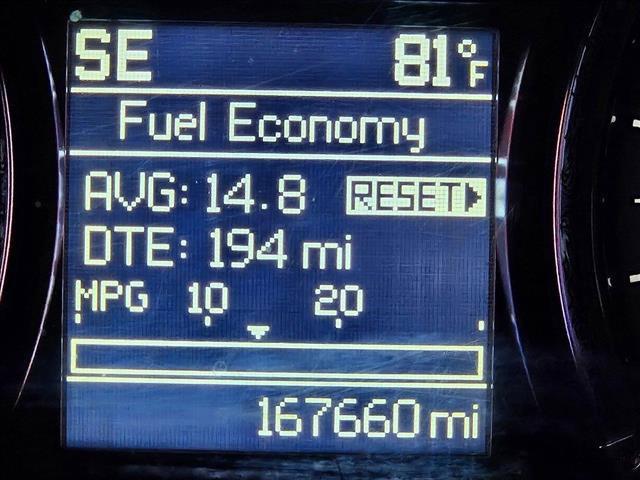 SE 81°F
Fuel Economy
AVG: 14.8 RESET
DTE: 194 mi
MPG 10 20
167660 mi